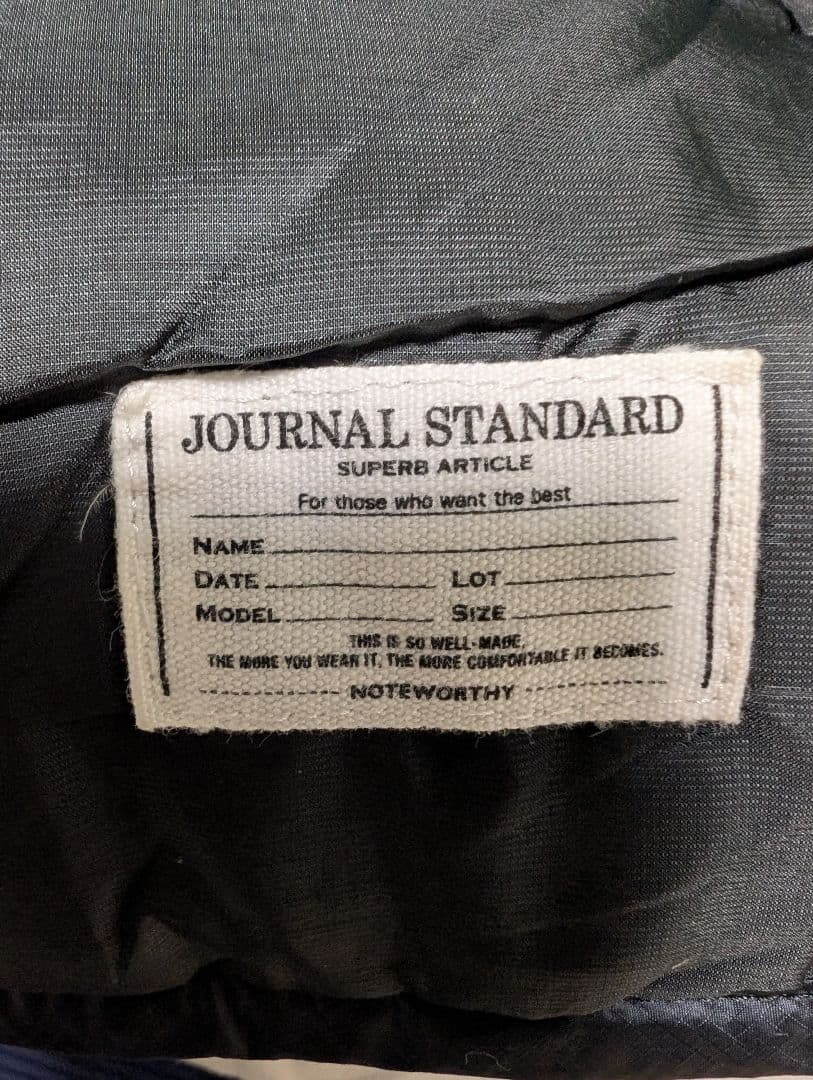 JOURNAL STANDARD
SUPERB ARTICLE
For those who want the best
NAME
DATE LOT
MODEL SIZE
THIS IS SO WELL-MADE,
THE MORE YOU WEAR IT, THE MORE COMFORTABLE IT BECOMES.
NOTEWORTHY